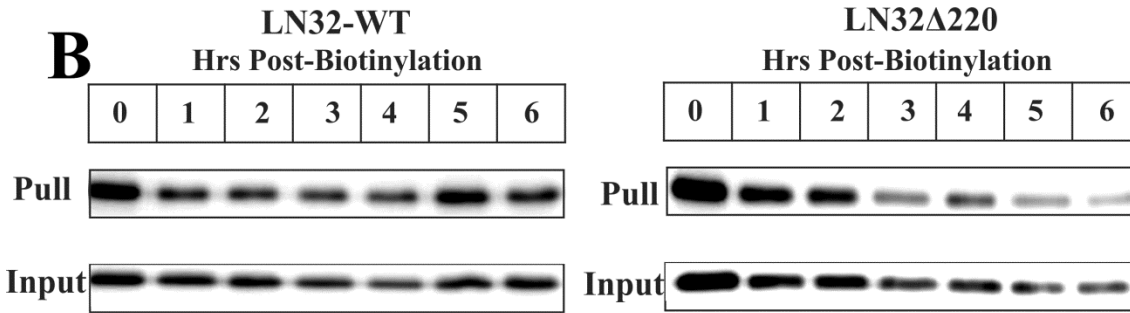 B
LN32-WT
Hrs Post-Biotinylation
0 1 2 3 4 5 6
Pull
Input
LN32Δ220
Hrs Post-Biotinylation
0 1 2 3 4 5 6
Pull
Input